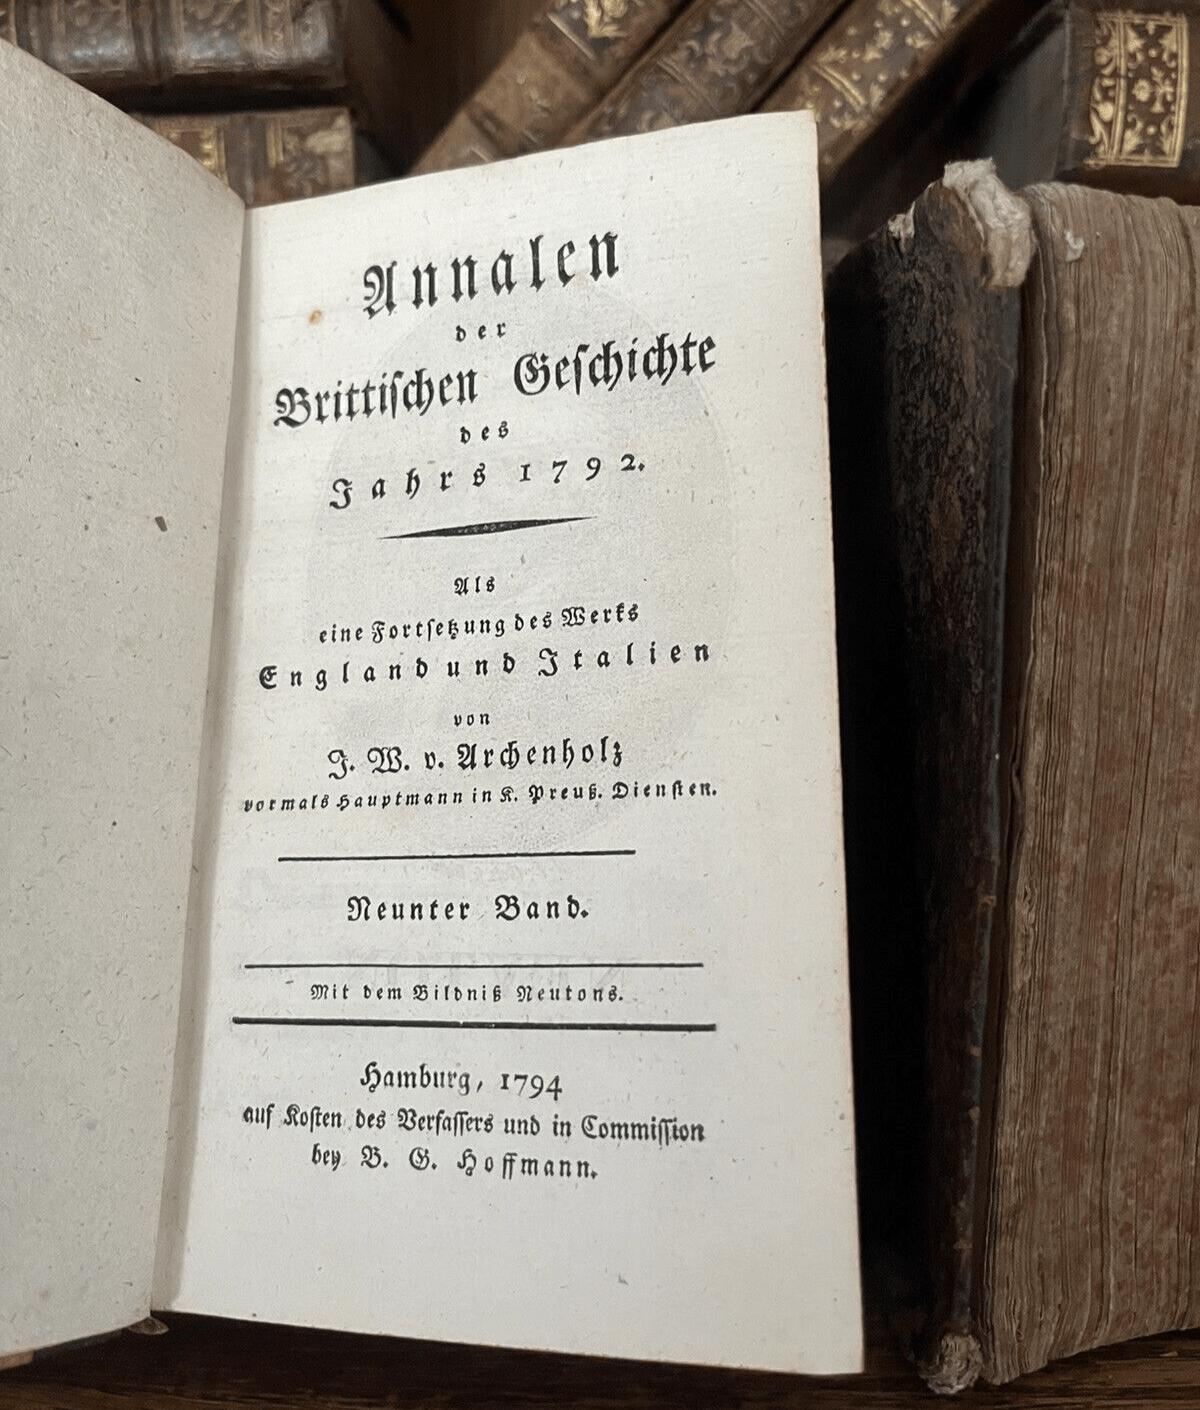 Annalen
der
Brittischen Geschichte
des
Jahrs 1792.
Als
eine Fortsetzung des Werks
England und Italien
von
J. W. v. Archenholz
vormals Hauptmann in K. Preuß. Diensten.
Neunter Band.
Mit dem Bildniß Neutons.
Hamburg, 1794
auf Kosten des Verfassers und in Commission
bey B. G. Hoffmann.